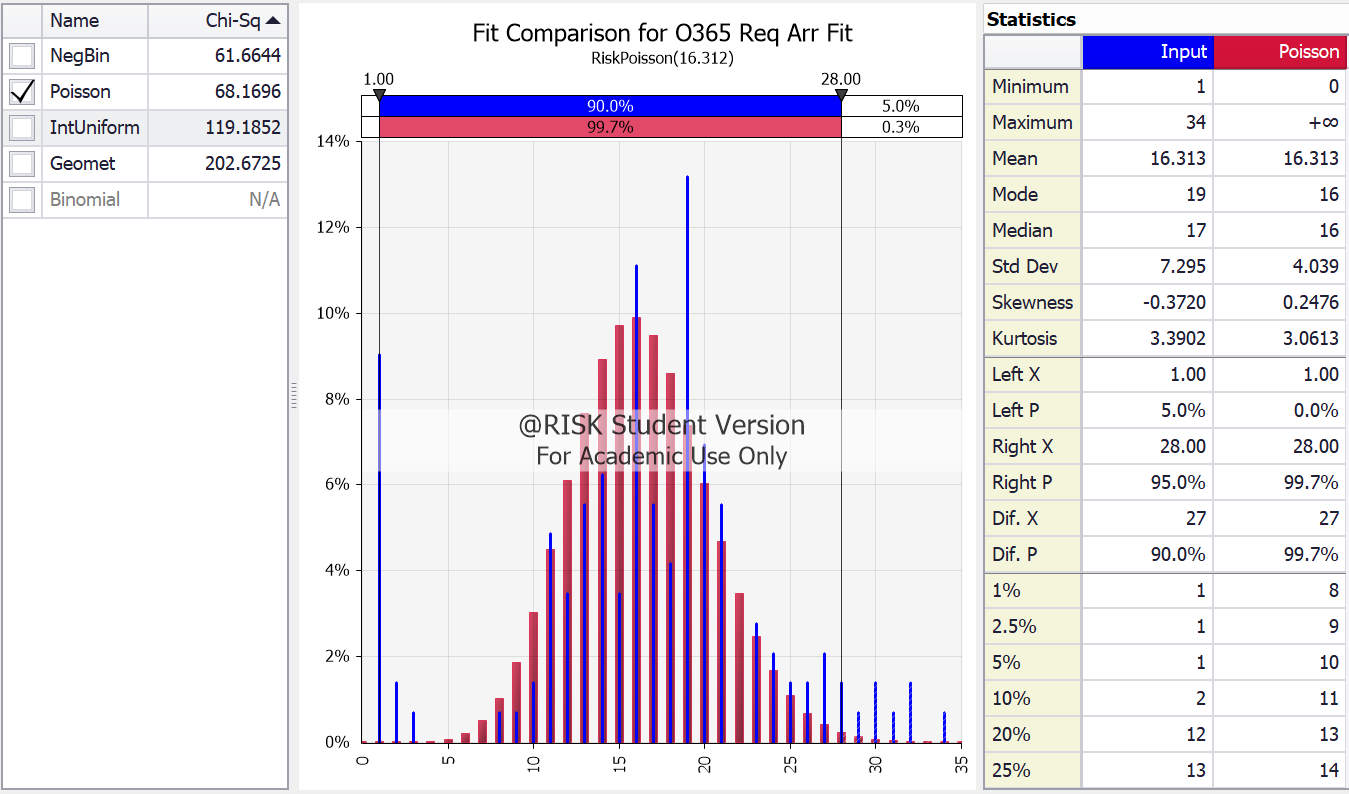 Name Chi-Sq
NegBin 61.6644
Poisson 68.1696
IntUniform 119.1852
Geomet 202.6725
Binomial N/A
Fit Comparison for O365 Req Arr Fit
RiskPoisson(16.312)
1.00 28.00
90.0% 5.0%
99.7% 0.3%
14%
12%
10%
8%
6%
4%
2%
0%
@RISK Student Version
For Academic Use Only
0 5 10 15 20 25 30 35
Statistics
Input Poisson
Minimum 1 0
Maximum 34 +∞
Mean 16.313 16.313
Mode 19 16
Median 17 16
Std Dev 7.295 4.039
Skewness -0.3720 0.2476
Kurtosis 3.3902 3.0613
Left X 1.00 1.00
Left P 5.0% 0.0%
Right X 28.00 28.00
Right P 95.0% 99.7%
Dif. X 27 27
Dif. P 90.0% 99.7%
1% 1 8
2.5% 1 9
5% 1 10
10% 2 11
20% 12 13
25% 13 14